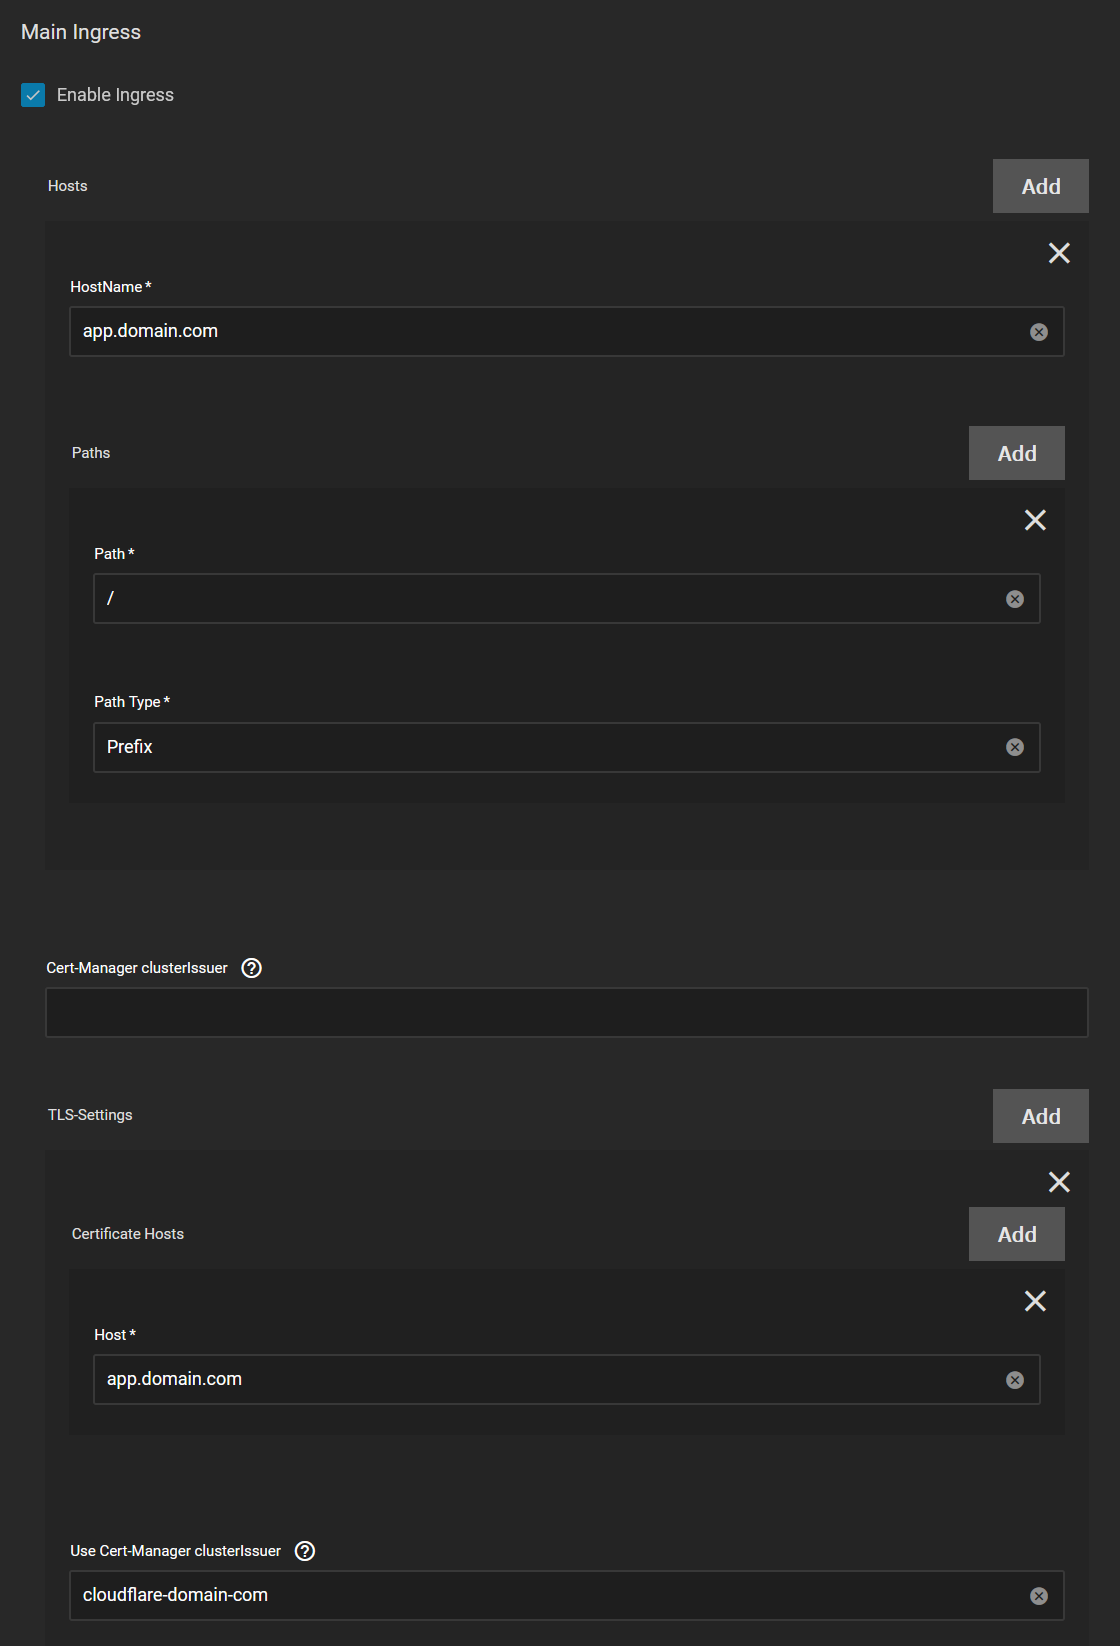 Main Ingress
Enable Ingress
Hosts
Add
HostName *
app.domain.com
Paths
Add
Path *
/
Path Type *
Prefix
Cert-Manager clusterIssuer
TLS-Settings
Add
Certificate Hosts
Add
Host *
app.domain.com
Use Cert-Manager clusterIssuer
cloudflare-domain-com